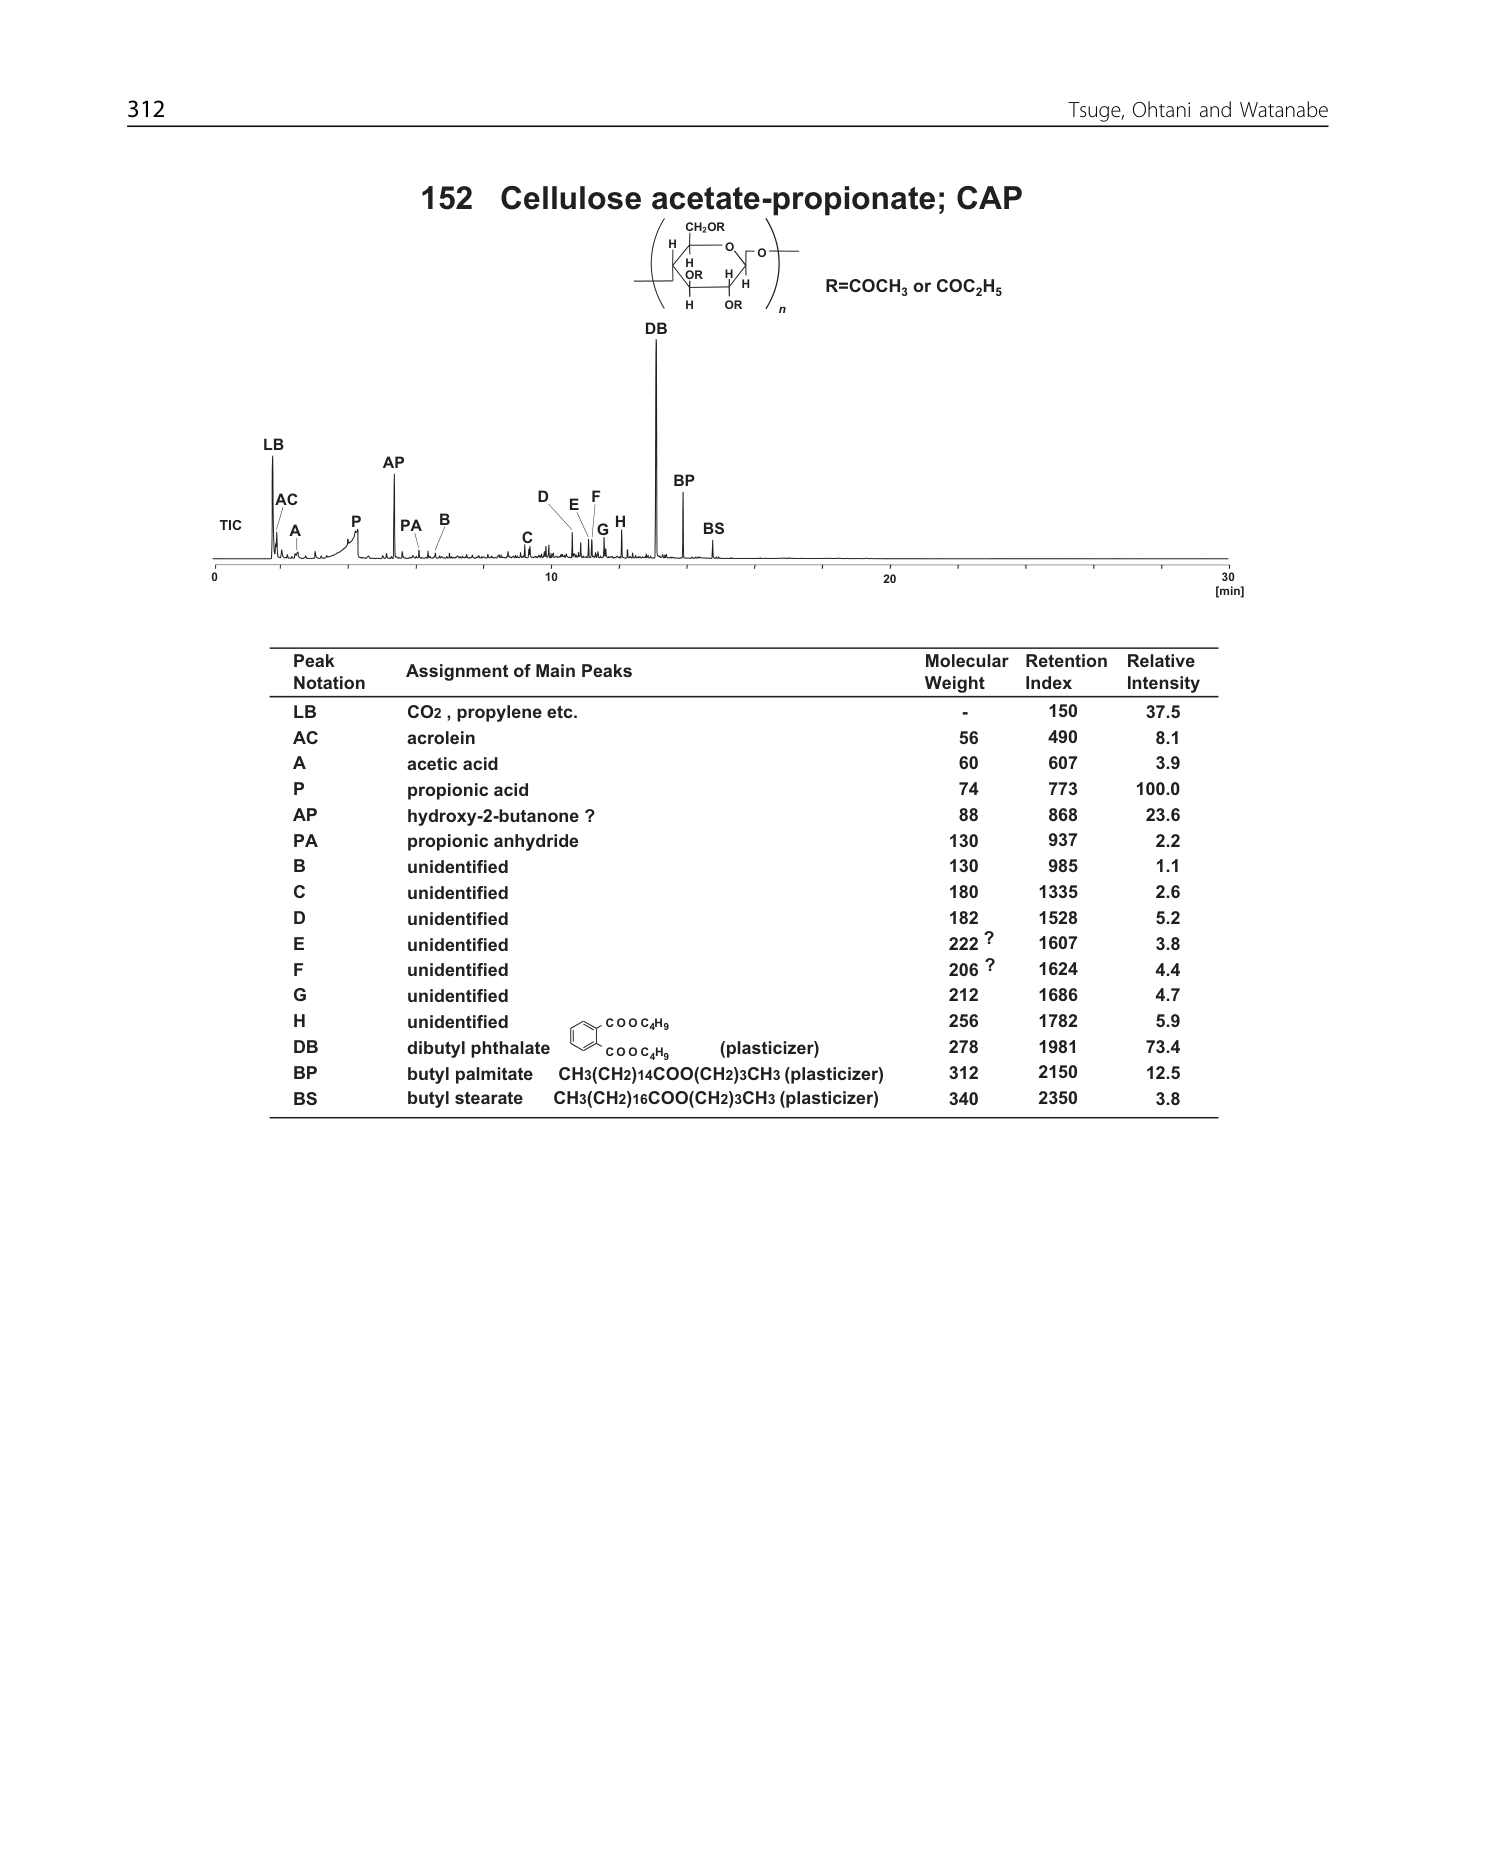 312 Tsuge, Ohtani and Watanabe
152 Cellulose acetate-propionate; CAP
CH2OR
H O O
H
OR H
H
H OR
n
R=COCH3 or COC2H5
DB
LB
AP
BP
AC
D E F
TIC A P PA B G H BS
C
0 10 20 30
[min]
Peak Notation Assignment of Main Peaks Molecular Weight Retention Index Relative Intensity
LB CO2 , propylene etc. - 150 37.5
AC acrolein 56 490 8.1
A acetic acid 60 607 3.9
P propionic acid 74 773 100.0
AP hydroxy-2-butanone ? 88 868 23.6
PA propionic anhydride 130 937 2.2
B unidentified 130 985 1.1
C unidentified 180 1335 2.6
D unidentified 182 1528 5.2
E unidentified 222 ? 1607 3.8
F unidentified 206 ? 1624 4.4
G unidentified 212 1686 4.7
H unidentified 256 1782 5.9
COOC4H9
DB dibutyl phthalate (plasticizer) 278 1981 73.4
COOC4H9
BP butyl palmitate CH3(CH2)14COO(CH2)3CH3 (plasticizer) 312 2150 12.5
BS butyl stearate CH3(CH2)16COO(CH2)3CH3 (plasticizer) 340 2350 3.8